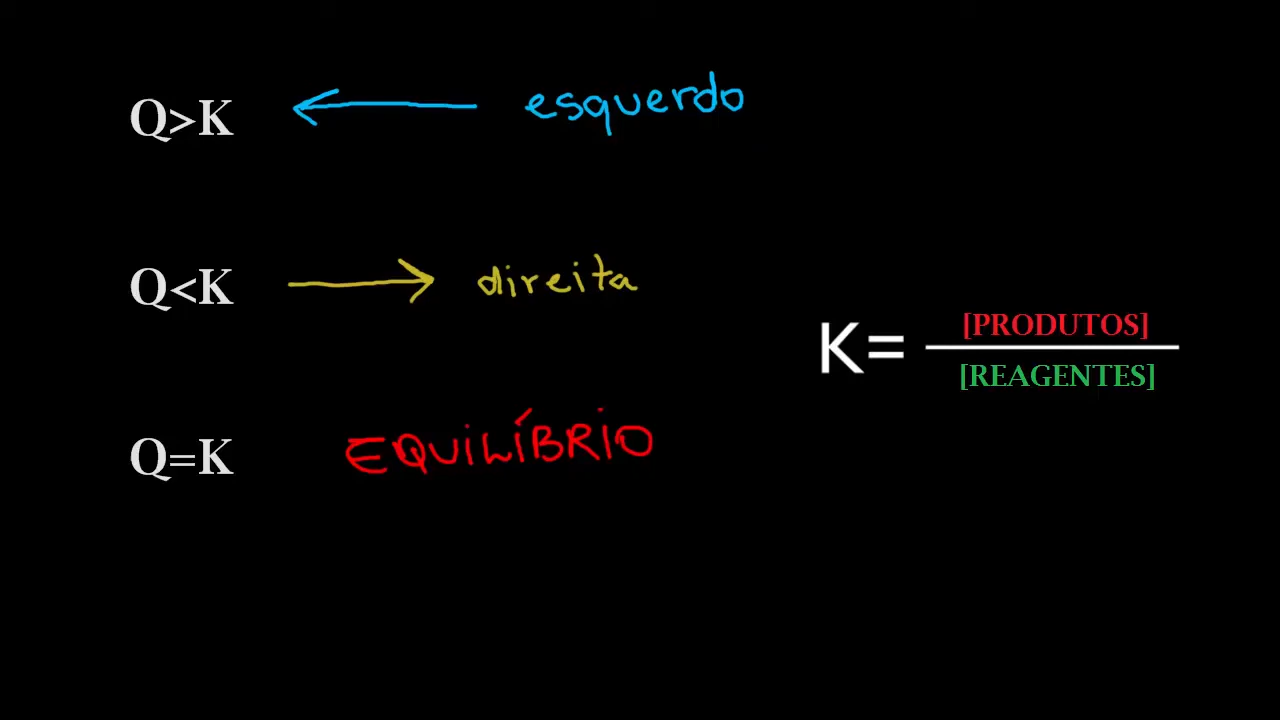 Q>K ← esquerdo
Q<K → direita
K= [PRODUTOS]
[REAGENTES]
Q=K EQUILÍBRIO